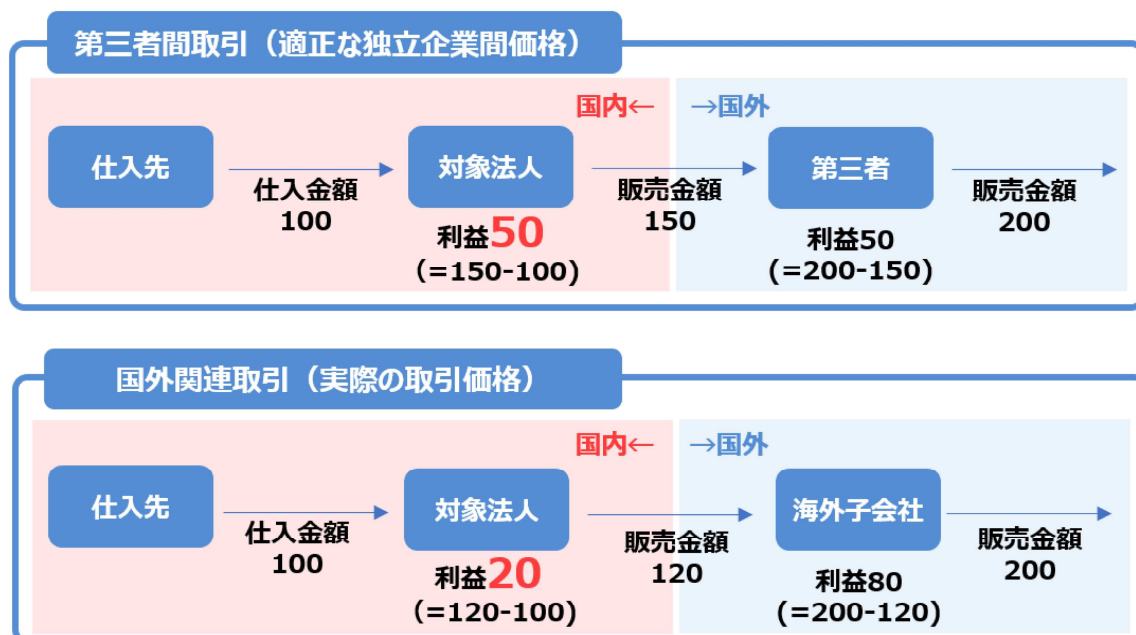 第三者間取引（適正な独立企業間価格）
国内←
→国外
仕入先
仕入金額
100
対象法人
利益50
(=150-100)
販売金額
150
第三者
利益50
(=200-150)
販売金額
200
国外関連取引（実際の取引価格）
国内←
→国外
仕入先
仕入金額
100
対象法人
利益20
(=120-100)
販売金額
120
海外子会社
利益80
(=200-120)
販売金額
200